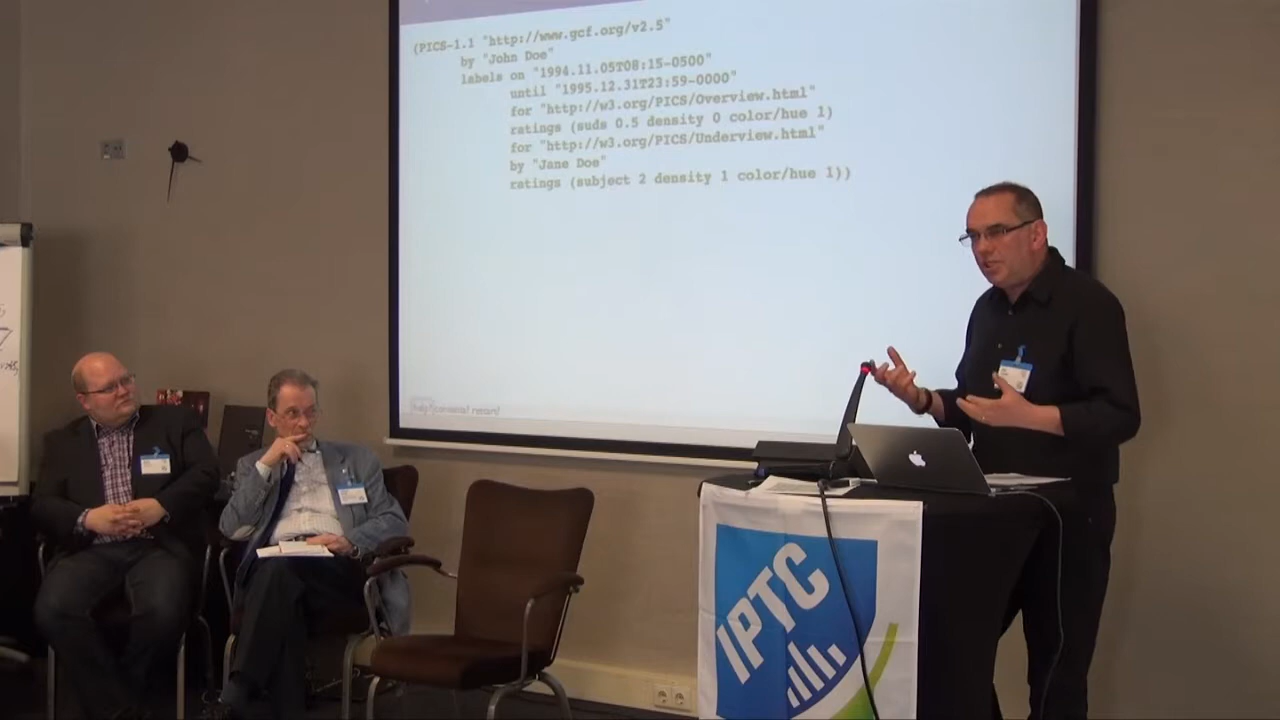 (PICS-1.1 "http://www.gcf.org/v2.5"
by "John Doe"
labels on "1994.11.05T08:15-0500"
until "1995.12.31T23:59-0000"
for "http://w3.org/PICS/Overview.html"
ratings (suds 0.5 density 0 color/hue 1)
for "http://w3.org/PICS/Underview.html"
by "Jane Doe"
ratings (subject 2 density 1 color/hue 1))
IPTC